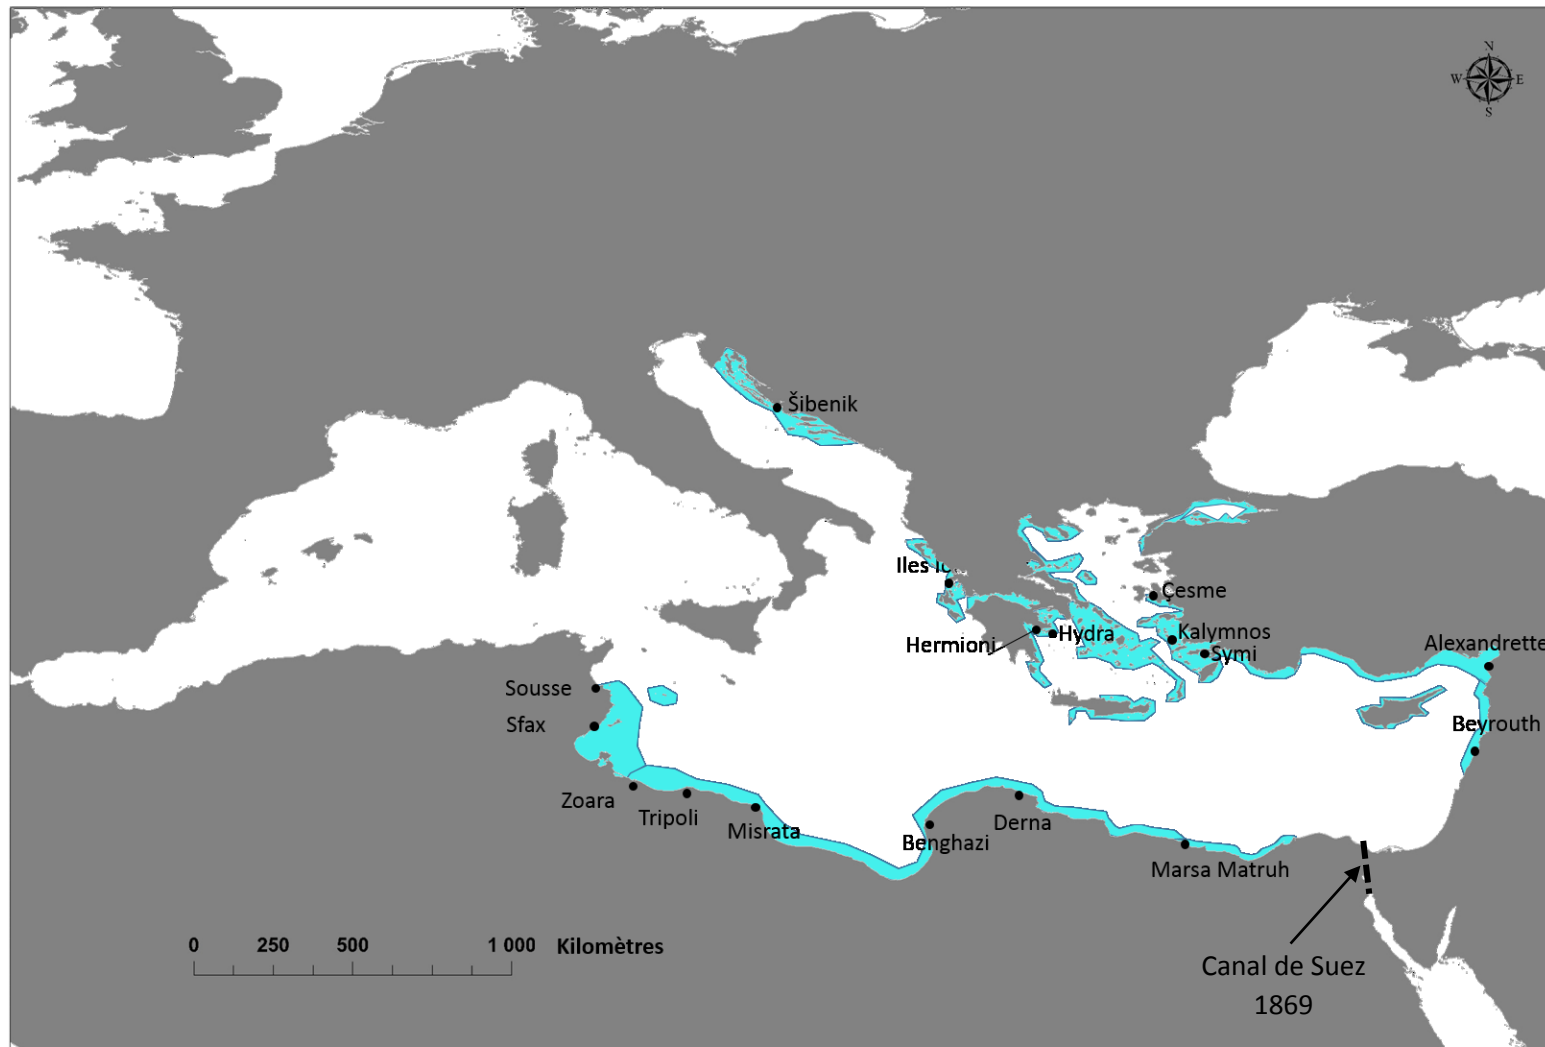 N
W E
S
Šibenik
Iles
Çesme
Hermioni
Hydra
Kalymnos
Symi
Alexandrette
Sousse
Sfax
Beyrouth
Zoara
Tripoli
Misrata
Benghazi
Derna
Marsa Matruh
0 250 500 1 000 Kilomètres
Canal de Suez
1869